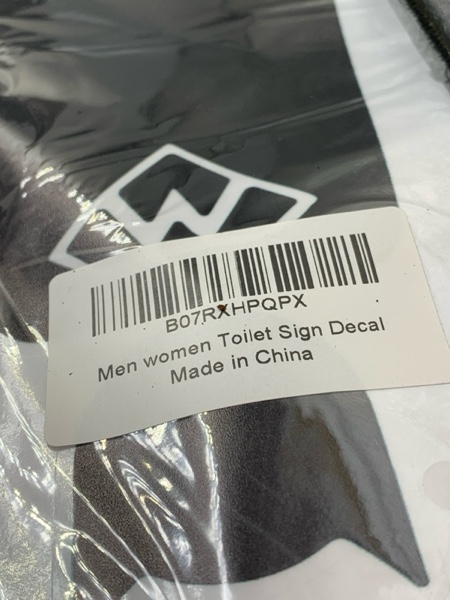 B07RXHPQPX
Men women Toilet Sign Decal
Made in China